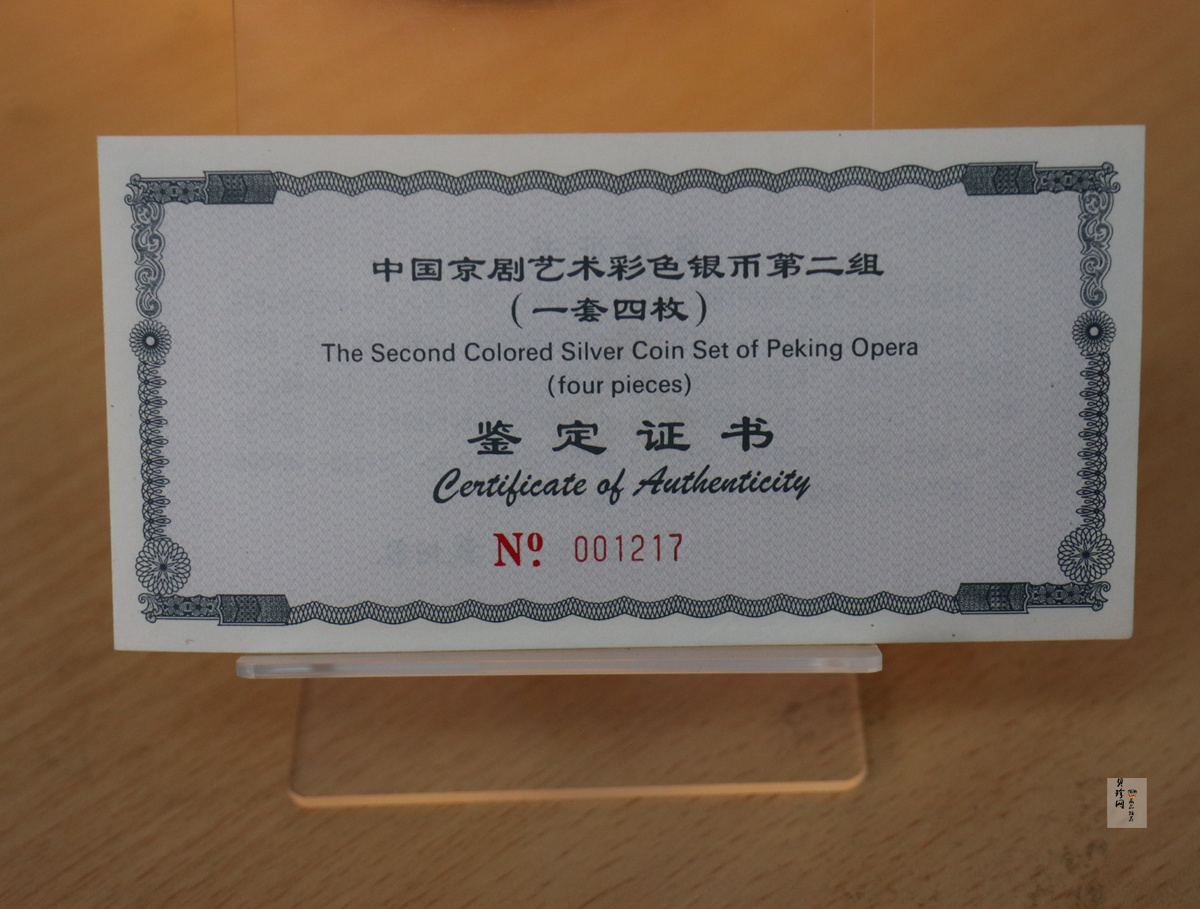 中国京剧艺术彩色银币第二组
(一套四枚)
The Second Colored Silver Coin Set of Peking Opera
(four pieces)
鉴定证书
Certificate of Authenticity
Nº 001217